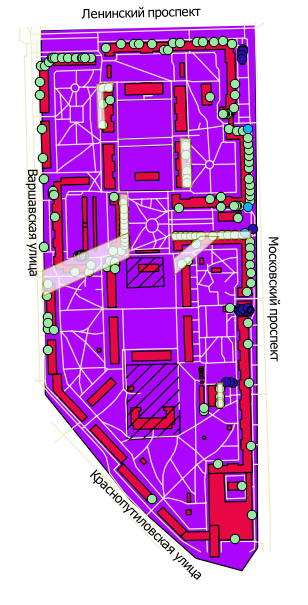 Ленинский проспект
Варшавская улица
Московский проспект
Краснопутиловская улица